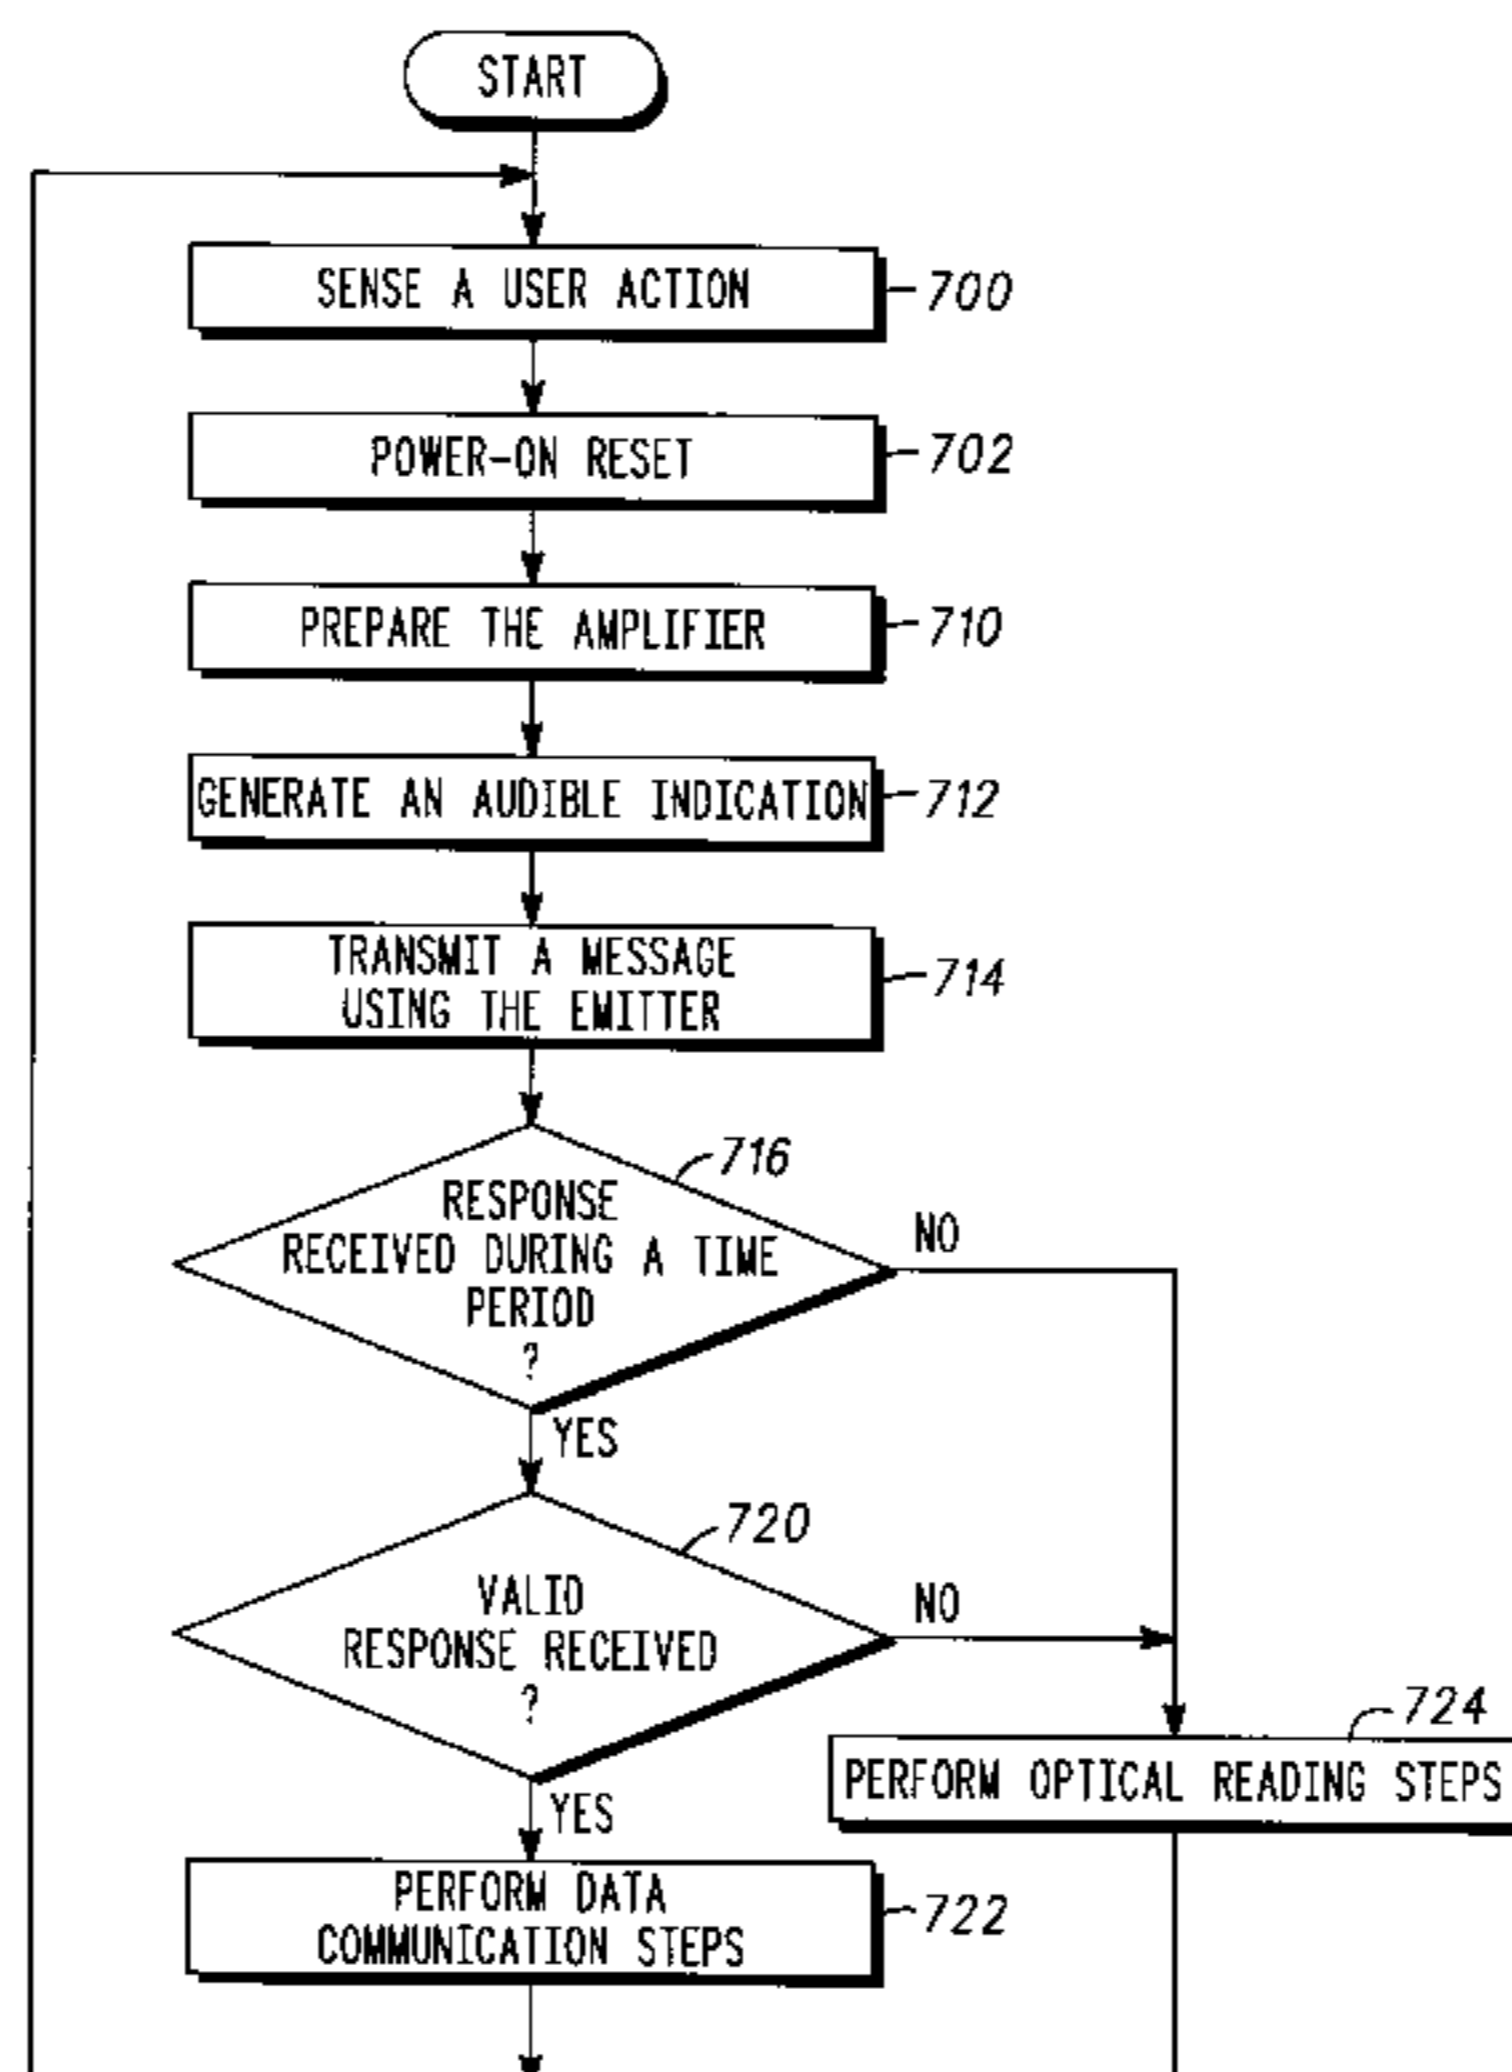 START
SENSE A USER ACTION
700
POWER-ON RESET
702
PREPARE THE AMPLIFIER
710
GENERATE AN AUDIBLE INDICATION
712
TRANSMIT A MESSAGE
USING THE EMITTER
714
716
RESPONSE
RECEIVED DURING A TIME
PERIOD
?
NO
YES
720
VALID
RESPONSE RECEIVED
?
NO
YES
724
PERFORM OPTICAL READING STEPS
PERFORM DATA
COMMUNICATION STEPS
722